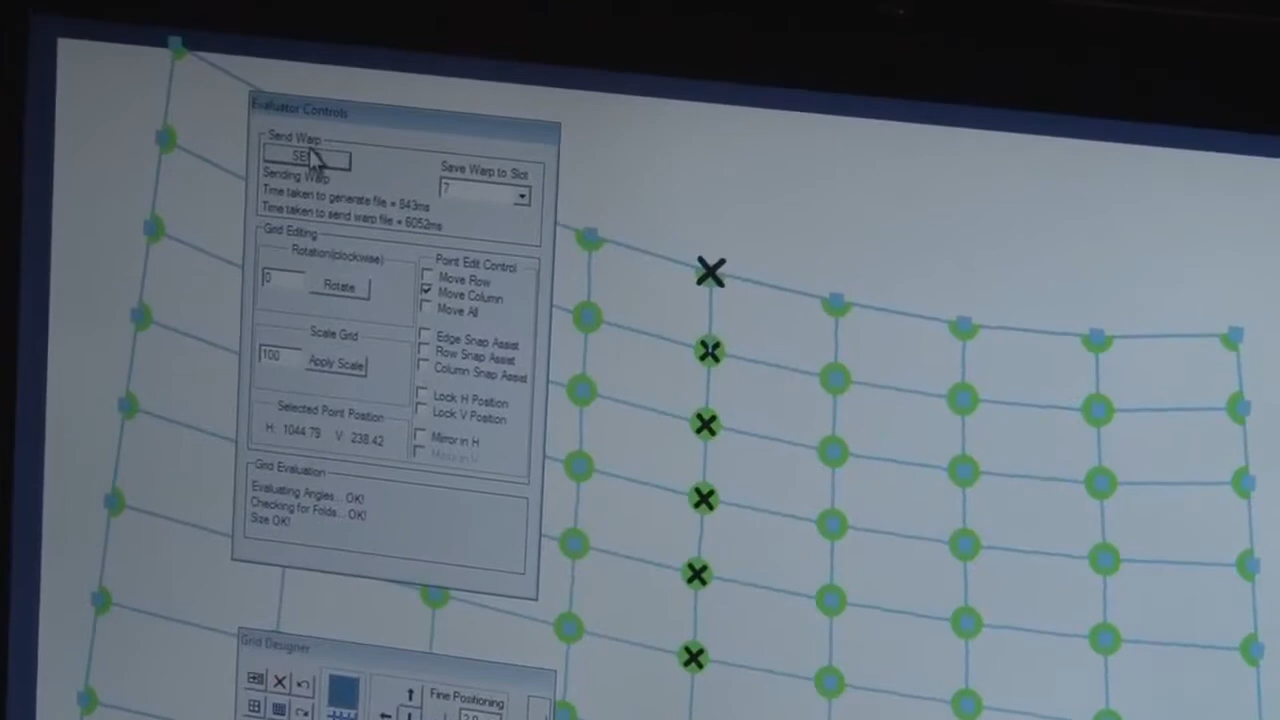 Evaluator Controls
Send Warp
Save Warp to Slot
7
Sending Warp
Time taken to generate file = 843ms
Time taken to send warp file = 6052ms
Grid Editing
Rotation(clockwise)
0
Rotate
Scale Grid
100
Apply Scale
Selected Point Position
H: 1044.79 V 238.42
Point Edit Control
Move Row
Move Column
Move All
Edge Snap Assist
Row Snap Assist
Column Snap Assist
Lock H Position
Lock V Position
Mirror in H
Grid Evaluation
Evaluating Angles... OK!
Checking for Folds... OK!
Size OK!
Grid Designer
Fine Positioning